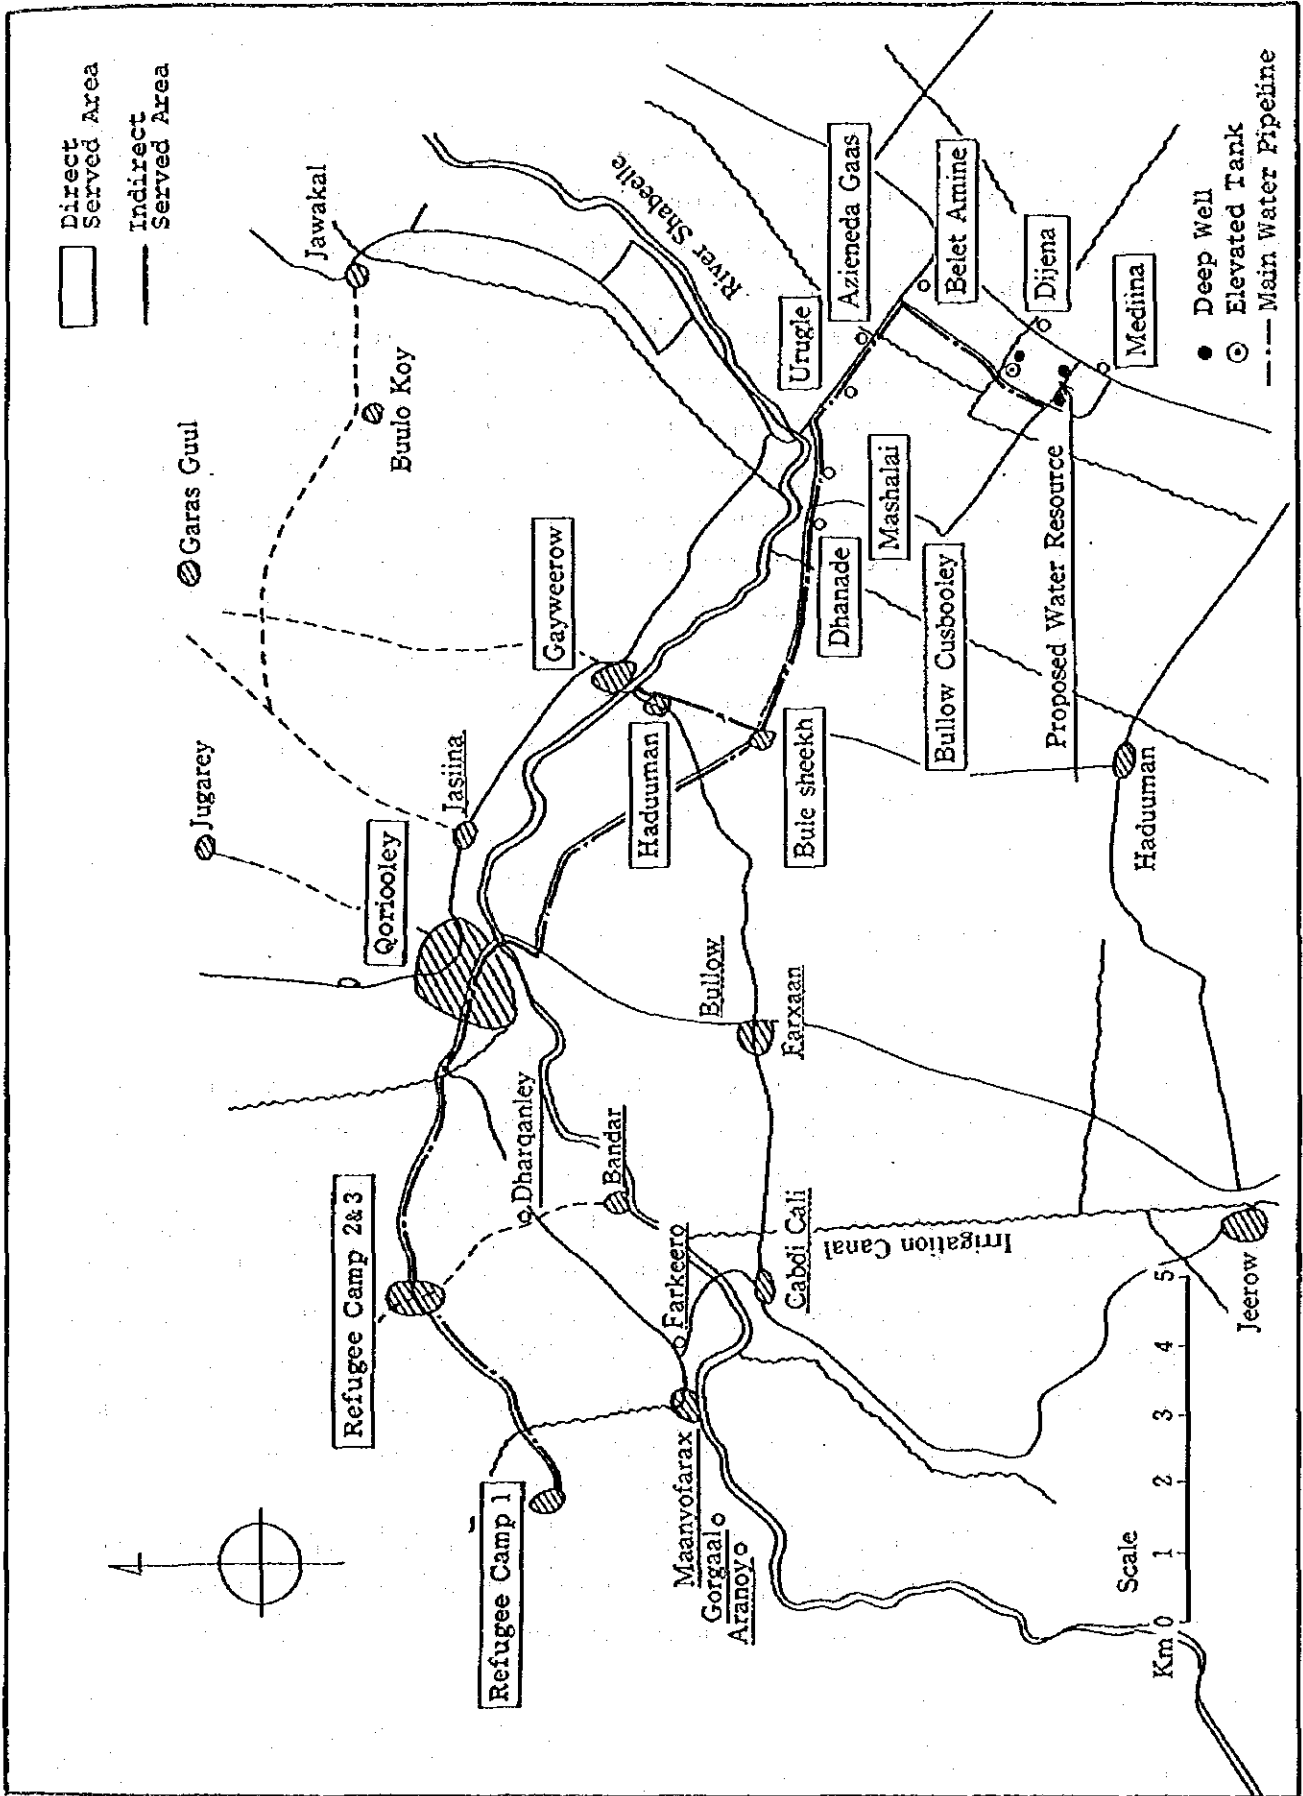 Direct
Served Area
Indirect
Served Area
Jawakal
Garas Guul
Buulo Koy
Jugarey
River Shabeelle
Gayweerow
Jasiina
Qoriooley
Urugle
Azieneda Gaas
Belet Amine
Dijena
Mediina
Mashalai
Dhanade
Bullow Cusbooley
Proposed Water Resource
Haduuman
Bule sheekh
Haduuman
Bullow
Farxaan
Dharqanley
Bandar
Refugee Camp 2&3
Farkeero
Cabdi Cali
Irrigation Canal
Jeerow
Refugee Camp 1
Maanyofarax
Gorgaal
Aranoyo
Deep Well
Elevated Tank
Main Water Pipeline
Scale
Km 0 1 2 3 4 5